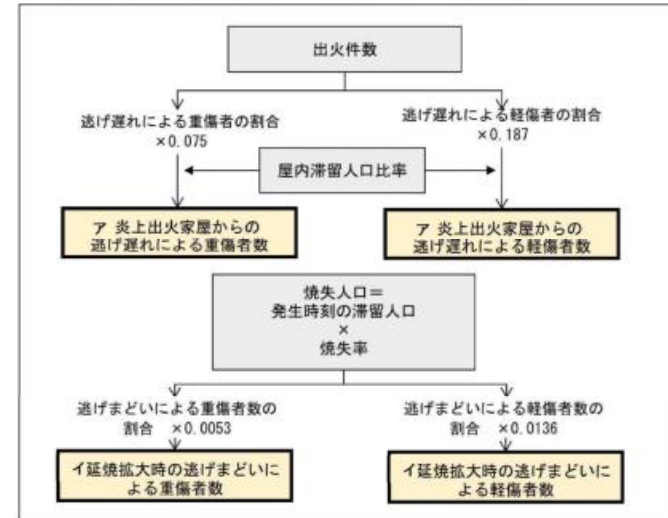 出火件数
逃げ遅れによる重傷者の割合
×0.075
逃げ遅れによる軽傷者の割合
×0.187
屋内滞留人口比率
ア 炎上出火家屋からの
逃げ遅れによる重傷者数
ア 炎上出火家屋からの
逃げ遅れによる軽傷者数
焼失人口＝
発生時刻の滞留人口
×
焼失率
逃げまどいによる重傷者数の
割合 ×0.0053
逃げまどいによる軽傷者数の
割合 ×0.0136
イ延焼拡大時の逃げまどいに
よる重傷者数
イ延焼拡大時の逃げまどいに
よる軽傷者数